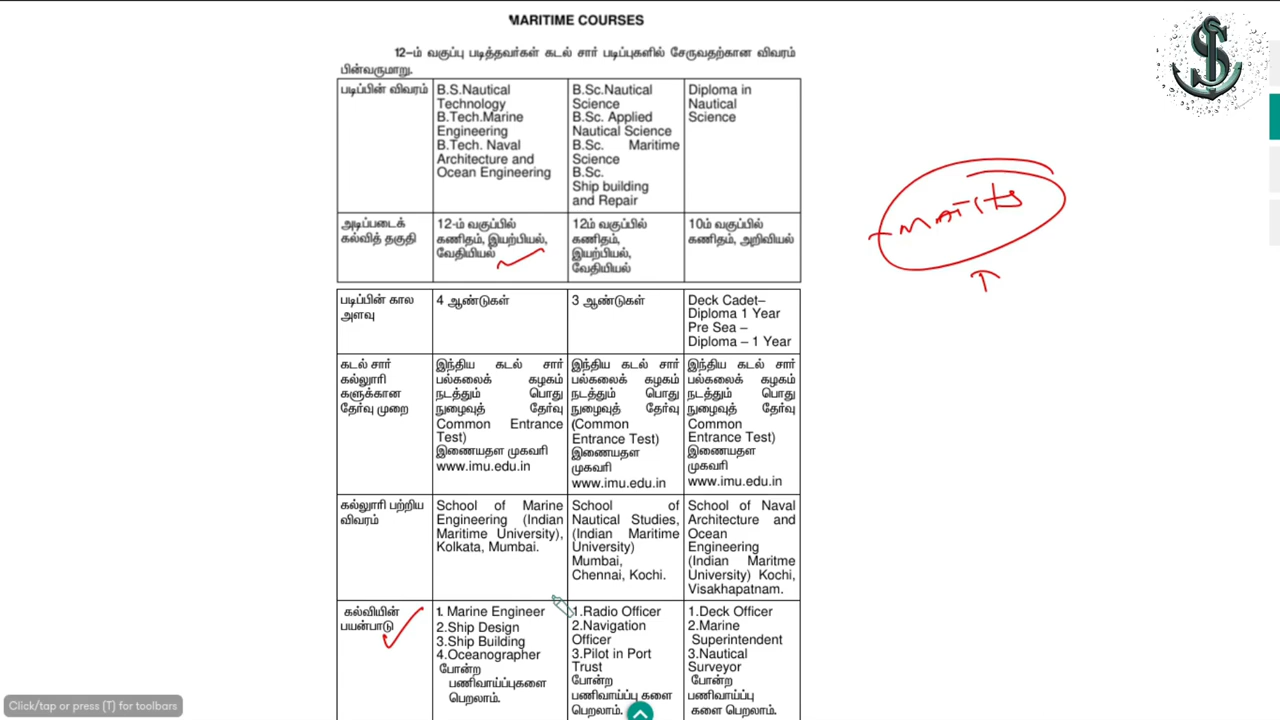 MARITIME COURSES
12-ம் வகுப்பு படித்தவர்கள் கடல் சார் படிப்புகளில் சேருவதற்கான விவரம்
பின்வருமாறு.
படிப்பின் விவரம்
B.S.Nautical
Technology
B.Tech.Marine
Engineering
B.Tech. Naval
Architecture and
Ocean Engineering
B.Sc.Nautical
Science
B.Sc. Applied
Nautical Science
B.Sc. Maritime
Science
B.Sc.
Ship building
and Repair
Diploma in
Nautical
Science
அடிப்படைக்
கல்வித் தகுதி
12-ம் வகுப்பில்
கணிதம், இயற்பியல்,
வேதியியல்
12ம் வகுப்பில்
கணிதம்,
இயற்பியல்,
வேதியியல்
10ம் வகுப்பில்
கணிதம், அறிவியல்
படிப்பின் கால
அளவு
4 ஆண்டுகள்
3 ஆண்டுகள்
Deck Cadet–
Diploma 1 Year
Pre Sea –
Diploma – 1 Year
கடல் சார்
கல்லூரி
களுக்கான
தேர்வு முறை
இந்திய கடல் சார்
பல்கலைக் கழகம்
நடத்தும் பொது
நுழைவுத் தேர்வு
Common Entrance
Test)
இணையதள முகவரி
www.imu.edu.in
இந்திய கடல் சார்
பல்கலைக் கழகம்
நடத்தும் பொது
நுழைவுத் தேர்வு
(Common
Entrance Test)
இணையதள
முகவரி
www.imu.edu.in
இந்திய கடல் சார்
பல்கலைக் கழகம்
நடத்தும் பொது
நுழைவுத் தேர்வு
Common
Entrance Test)
இணையதள
முகவரி
www.imu.edu.in
கல்லூரி பற்றிய
விவரம்
School of Marine
Engineering (Indian
Maritime University),
Kolkata, Mumbai.
School of
Nautical Studies,
(Indian Maritime
University)
Mumbai,
Chennai, Kochi.
School of Naval
Architecture and
Ocean
Engineering
(Indian Maritme
University) Kochi,
Visakhapatnam.
கல்வியின்
பயன்பாடு
1. Marine Engineer
2.Ship Design
3.Ship Building
4.Oceanographer
போன்ற
பணிவாய்ப்புகளை
பெறலாம்.
1.Radio Officer
2.Navigation
Officer
3.Pilot in Port
Trust
போன்ற
பணிவாய்ப்பு களை
பெறலாம்.
1.Deck Officer
2.Marine
Superintendent
3.Nautical
Surveyor
போன்ற
பணிவாய்ப்பு
களை பெறலாம்.
Click/tap or press (T) for toolbars